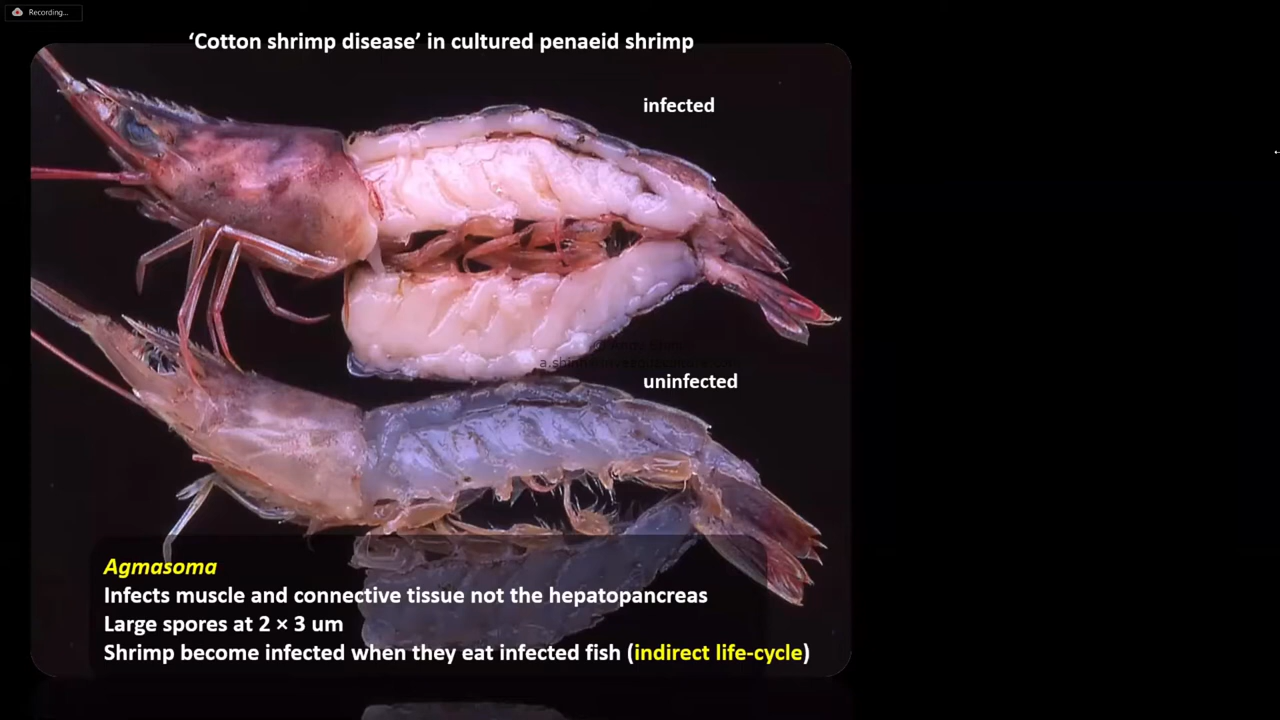 Recording...
‘Cotton shrimp disease’ in cultured penaeid shrimp
infected
uninfected
Agmasoma
Infects muscle and connective tissue not the hepatopancreas
Large spores at 2 × 3 um
Shrimp become infected when they eat infected fish (indirect life-cycle)